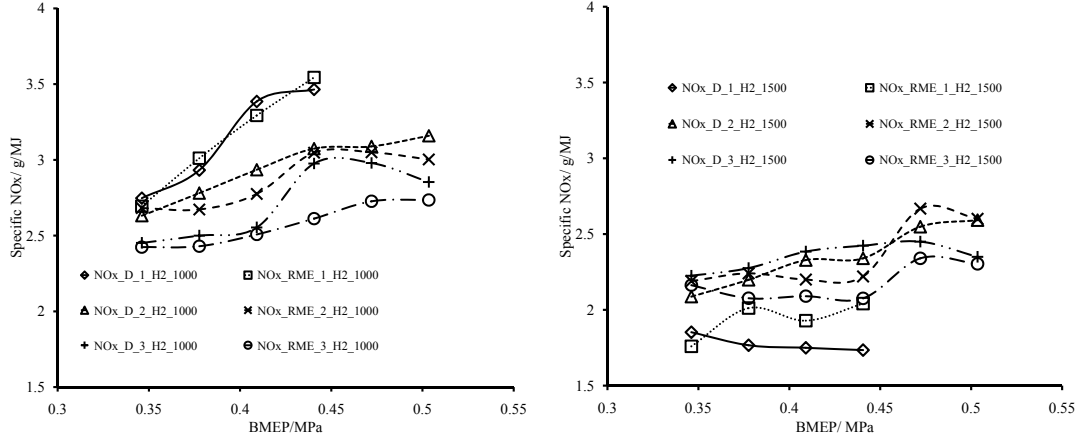 4
3.5
3
2.5
2
1.5
Specific NOx/ g/MJ
NOx_D_1_H2_1000
NOx_RME_1_H2_1000
NOx_D_2_H2_1000
NOx_RME_2_H2_1000
NOx_D_3_H2_1000
NOx_RME_3_H2_1000
0.3
0.35
0.4
0.45
0.5
0.55
BMEP/MPa
4
3.5
3
2.5
2
1.5
Specific NOx/ g/MJ
NOx_D_1_H2_1500
NOx_RME_1_H2_1500
NOx_D_2_H2_1500
NOx_RME_2_H2_1500
NOx_D_3_H2_1500
NOx_RME_3_H2_1500
0.3
0.35
0.4
0.45
0.5
0.55
BMEP/ MPa